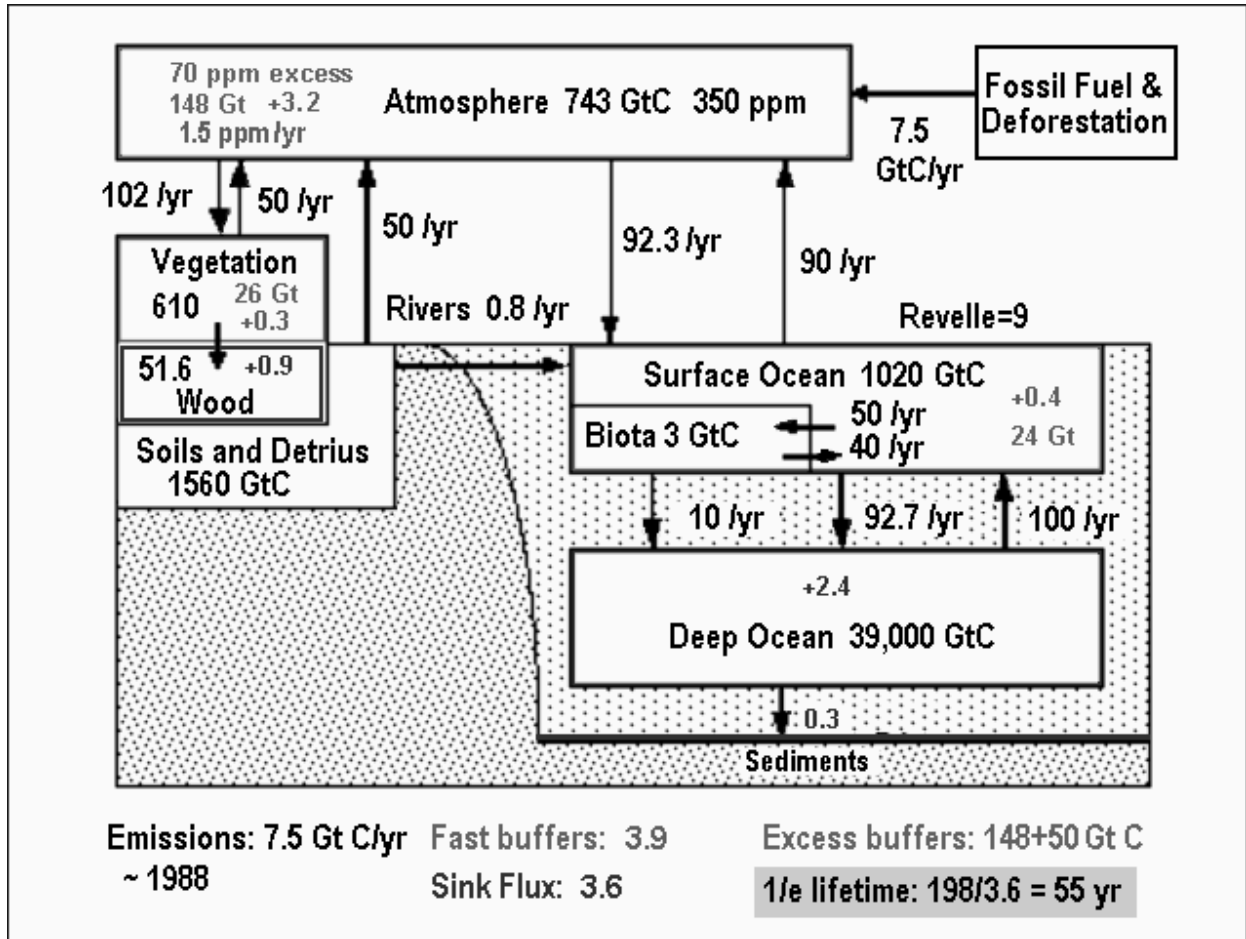 70 ppm excess
148 Gt +3.2
1.5 ppm/yr
Atmosphere 743 GtC 350 ppm
Fossil Fuel &
Deforestation
7.5
GtC/yr
102 /yr
50 /yr
50 /yr
92.3 /yr
90 /yr
Vegetation
610
26 Gt
+0.3
Rivers 0.8 /yr
Revelle=9
51.6 +0.9
Wood
Surface Ocean 1020 GtC
+0.4
24 Gt
Biota 3 GtC
50 /yr
40 /yr
Soils and Detrius
1560 GtC
10 /yr
92.7 /yr
100 /yr
+2.4
Deep Ocean 39,000 GtC
0.3
Sediments
Emissions: 7.5 Gt C/yr
~ 1988
Fast buffers: 3.9
Sink Flux: 3.6
Excess buffers: 148+50 Gt C
1/e lifetime: 198/3.6 = 55 yr